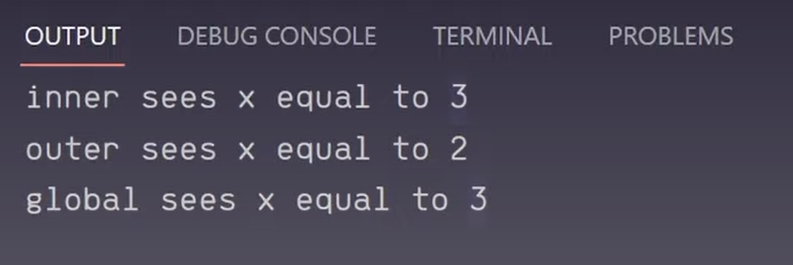 OUTPUT DEBUG CONSOLE TERMINAL PROBLEMS
inner sees x equal to 3
outer sees x equal to 2
global sees x equal to 3